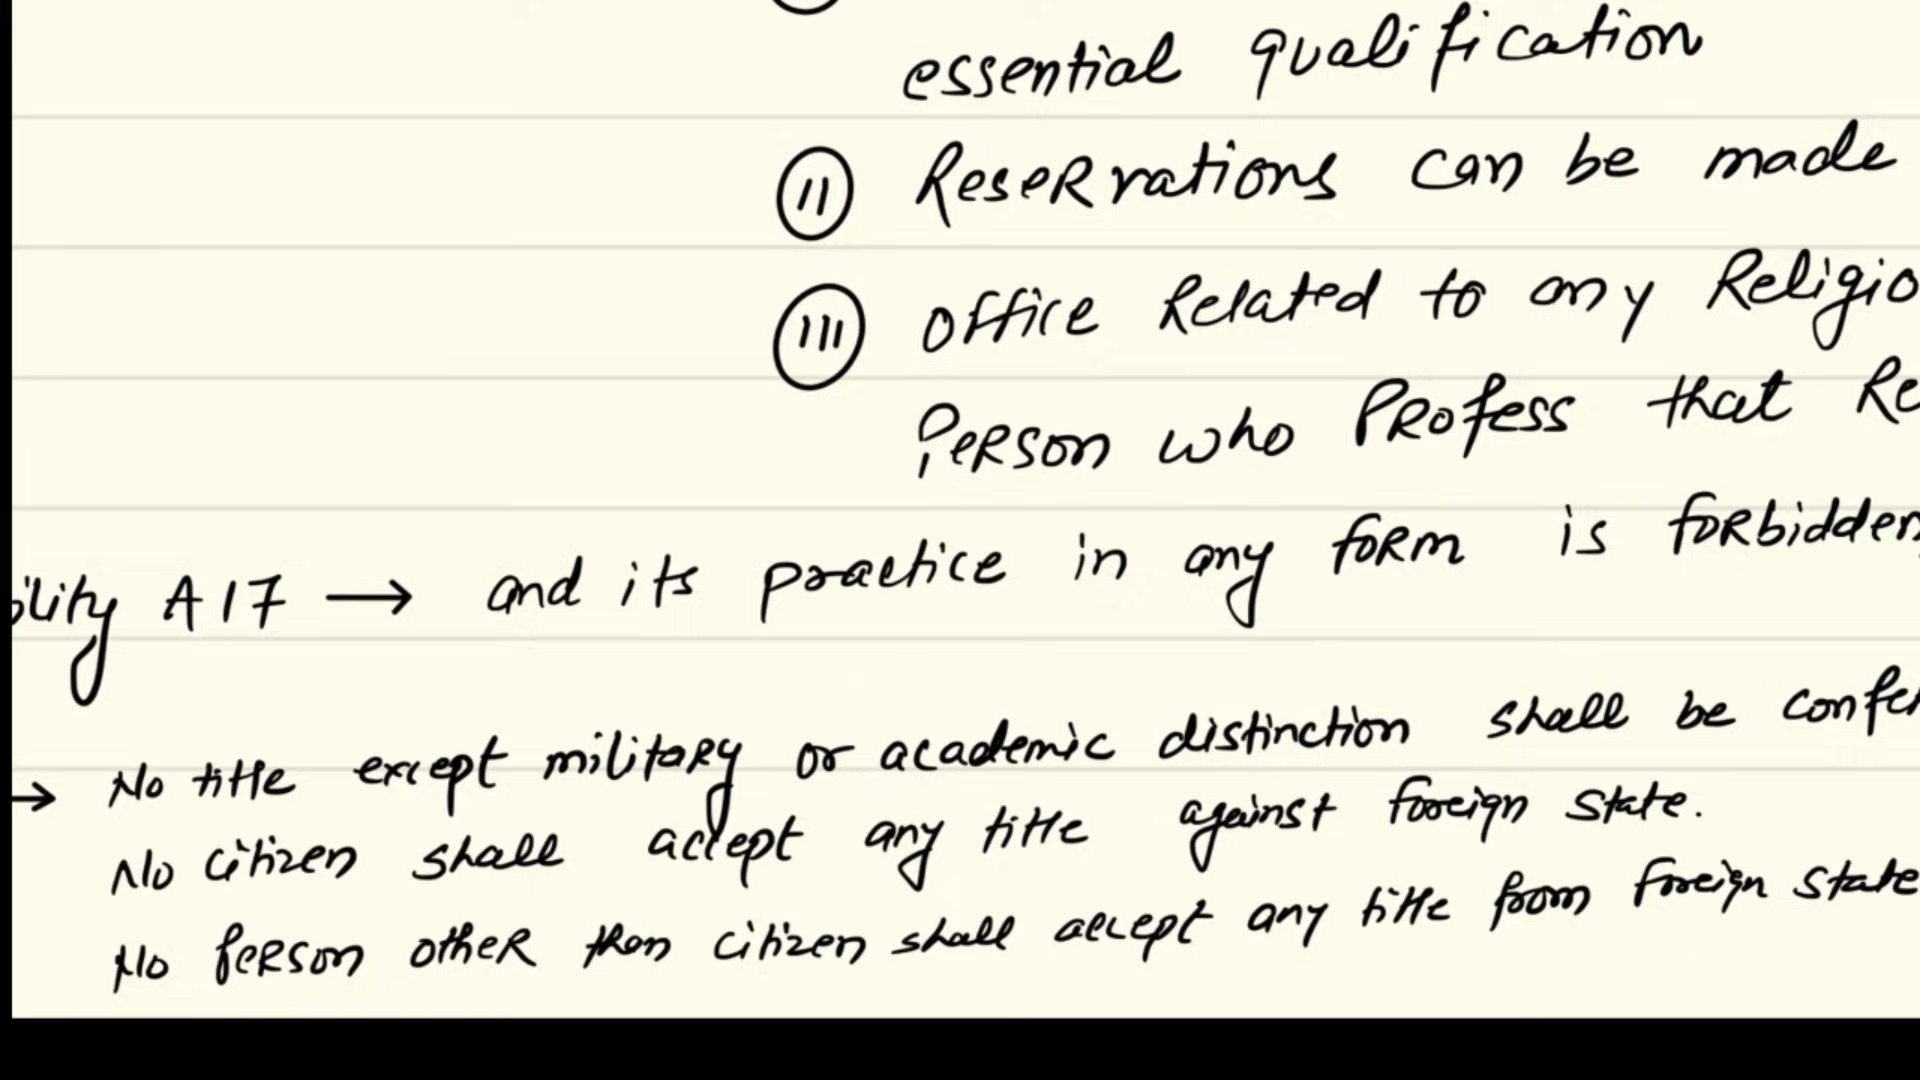 essential qualification
(II) Reservations can be made
(III) office Related to any Religio
Person who Profess that Re
ility A 17 → and its practice in any form is forbidden
→ No title except military or academic distinction shall be confer
No citizen shall accept any title against foreign state.
No person other then citizen shall accept any title from foreign state